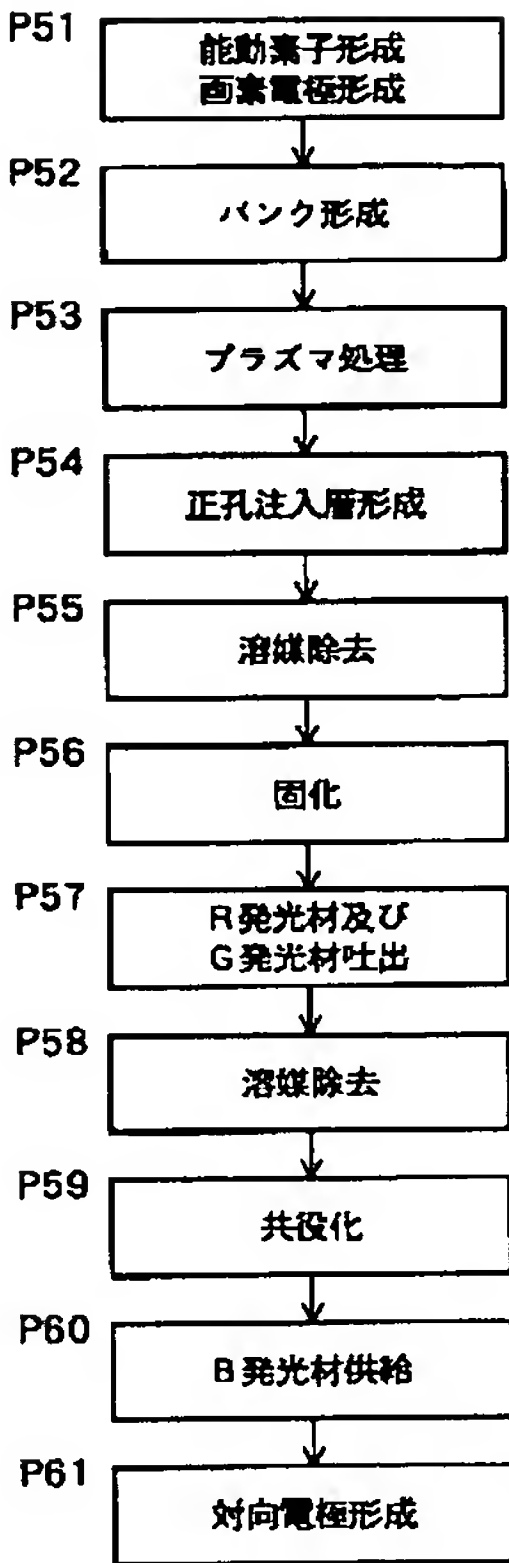 P51
能動素子形成
画素電極形成
P52
バンク形成
P53
プラズマ処理
P54
正孔注入層形成
P55
溶媒除去
P56
固化
P57
R発光材及び
G発光材吐出
P58
溶媒除去
P59
共役化
P60
B発光材供給
P61
対向電極形成